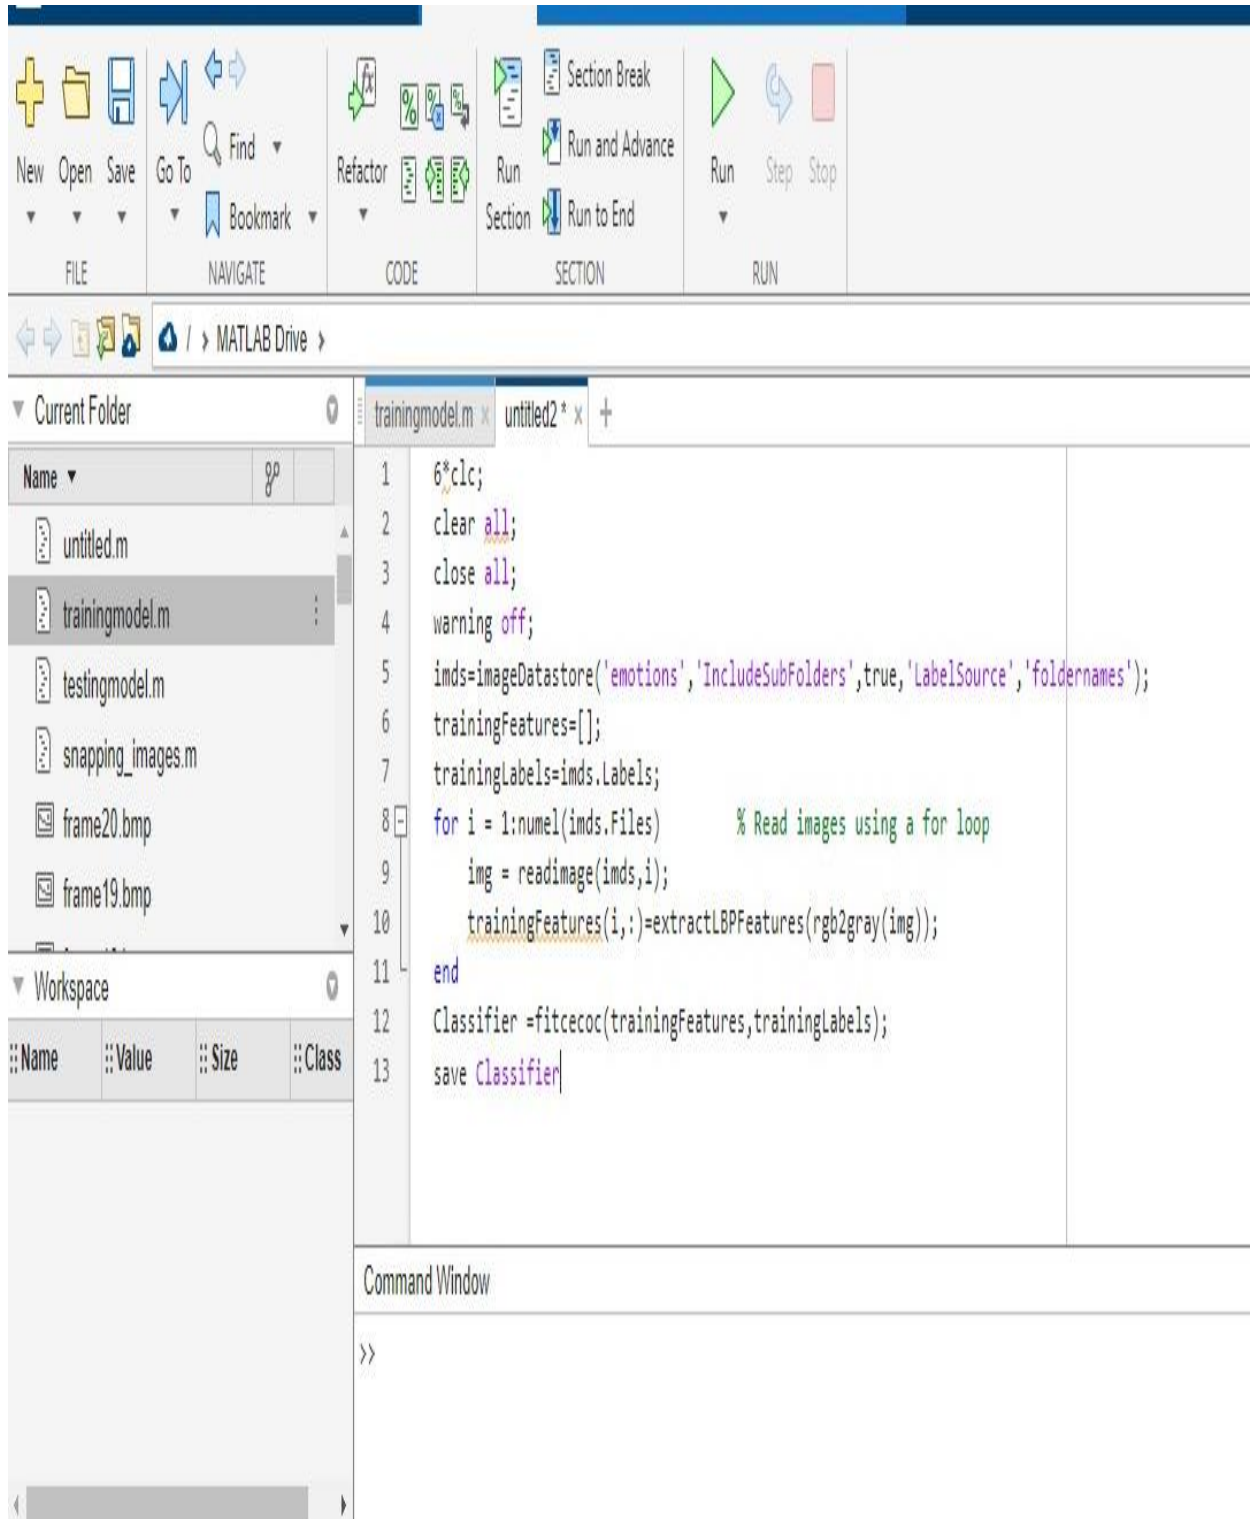 New Open Save
FILE
Go To
Find
Bookmark
NAVIGATE
Refactor
CODE
Run
Section
Section Break
Run and Advance
Run to End
SECTION
Run Step Stop
RUN
/ > MATLAB Drive >
Current Folder
Name
untitled.m
trainingmodel.m
testingmodel.m
snapping_images.m
frame20.bmp
frame19.bmp
Workspace
Name Value Size Class
trainingmodel.m × untitled2 * × +
1 6*clc;
2 clear all;
3 close all;
4 warning off;
5 imds=imageDatastore('emotions','IncludeSubFolders',true,'LabelSource','foldernames');
6 trainingFeatures=[];
7 trainingLabels=imds.Labels;
8 for i = 1:numel(imds.Files) % Read images using a for loop
9 img = readimage(imds,i);
10 trainingFeatures(i,:)=extractLBPFeatures(rgb2gray(img));
11 end
12 Classifier =fitcecoc(trainingFeatures,trainingLabels);
13 save Classifier
Command Window
>>